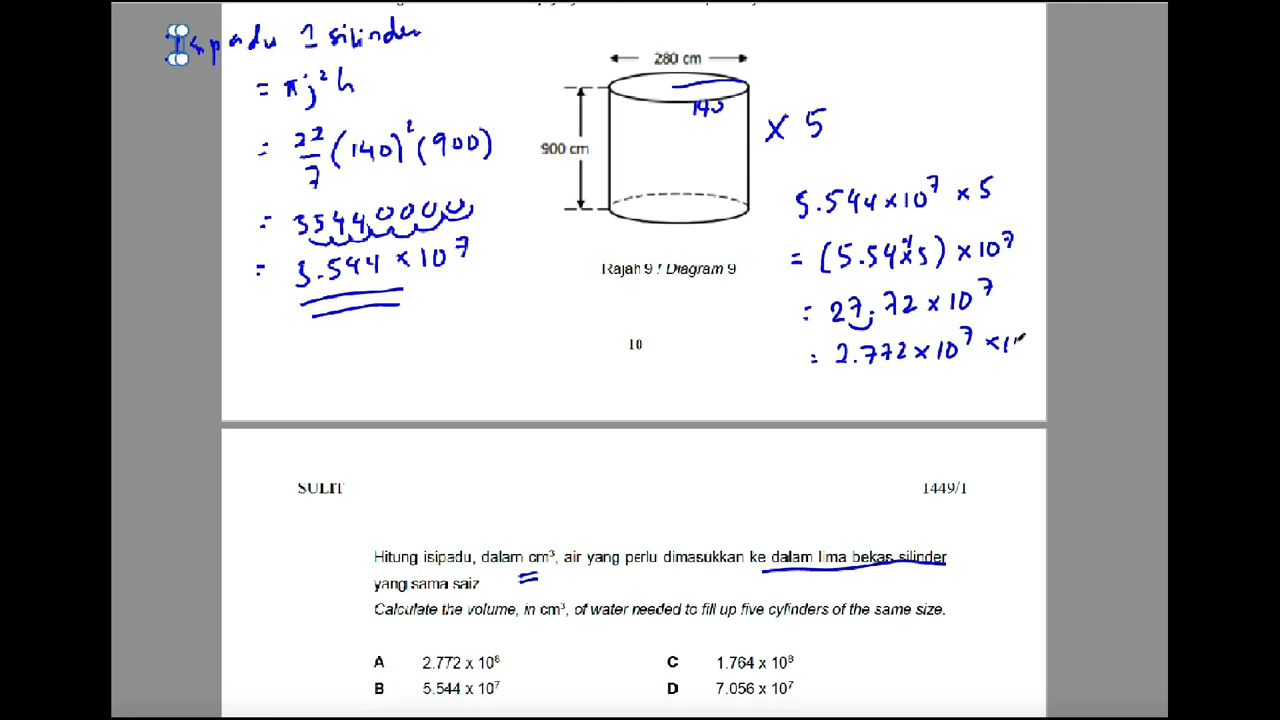 Isipadu 1 silinder
= πj²h
= 22/7 (140)² (900)
= 55440000
= 5.544 × 10⁷
280 cm
140
900 cm
× 5
Rajah 9 / Diagram 9
5.544 × 10⁷ × 5
= (5.544 × 5) × 10⁷
= 27.72 × 10⁷
= 2.772 × 10⁷ × 1
10
SULIT 1449/1
Hitung isipadu, dalam cm³, air yang perlu dimasukkan ke dalam lima bekas silinder
yang sama saiz
Calculate the volume, in cm³, of water needed to fill up five cylinders of the same size.
A 2.772 x 10⁸ C 1.764 x 10⁸
B 5.544 x 10⁷ D 7.056 x 10⁷